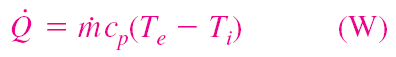 Q̇ = ṁc_p(T_e − T_i) (W)